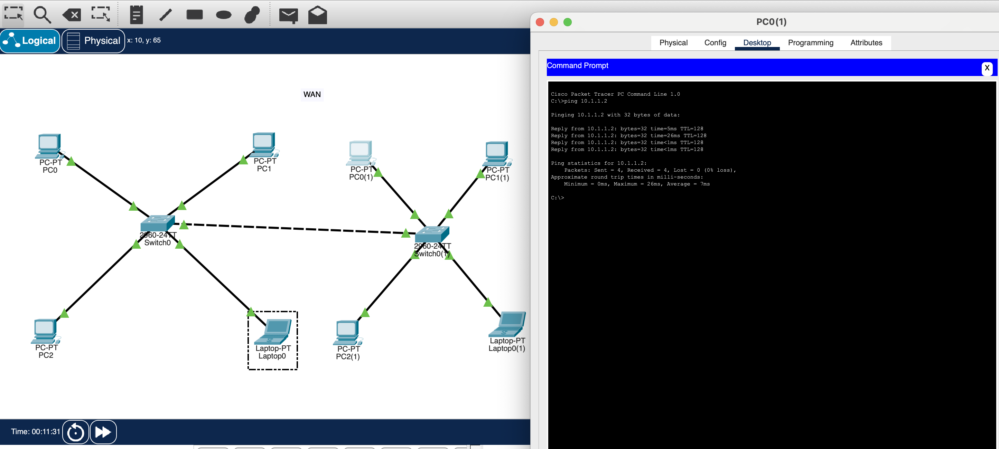 Logical
Physical
x: 10, y: 65
WAN
PC-PT
PC0
PC-PT
PC1
PC-PT
PC0(1)
PC-PT
PC1(1)
2960-24TT
Switch0
2960-24TT
Switch0(1)
PC-PT
PC2
Laptop-PT
Laptop0
PC-PT
PC2(1)
Laptop-PT
Laptop0(1)
Time: 00:11:31
PC0(1)
Physical Config Desktop Programming Attributes
Command Prompt
X
Cisco Packet Tracer PC Command Line 1.0
C:\>ping 10.1.1.2
Pinging 10.1.1.2 with 32 bytes of data:
Reply from 10.1.1.2: bytes=32 time=5ms TTL=128
Reply from 10.1.1.2: bytes=32 time=26ms TTL=128
Reply from 10.1.1.2: bytes=32 time<1ms TTL=128
Reply from 10.1.1.2: bytes=32 time<1ms TTL=128
Ping statistics for 10.1.1.2:
Packets: Sent = 4, Received = 4, Lost = 0 (0% loss),
Approximate round trip times in milli-seconds:
Minimum = 0ms, Maximum = 26ms, Average = 7ms
C:\>